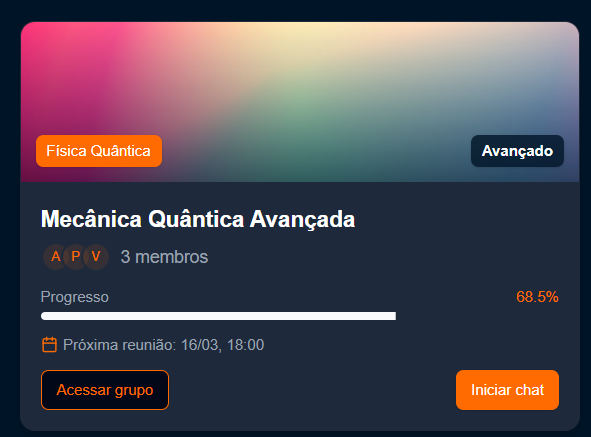 Física Quântica
Avançado
Mecânica Quântica Avançada
A P V 3 membros
Progresso 68.5%
Próxima reunião: 16/03, 18:00
Acessar grupo
Iniciar chat